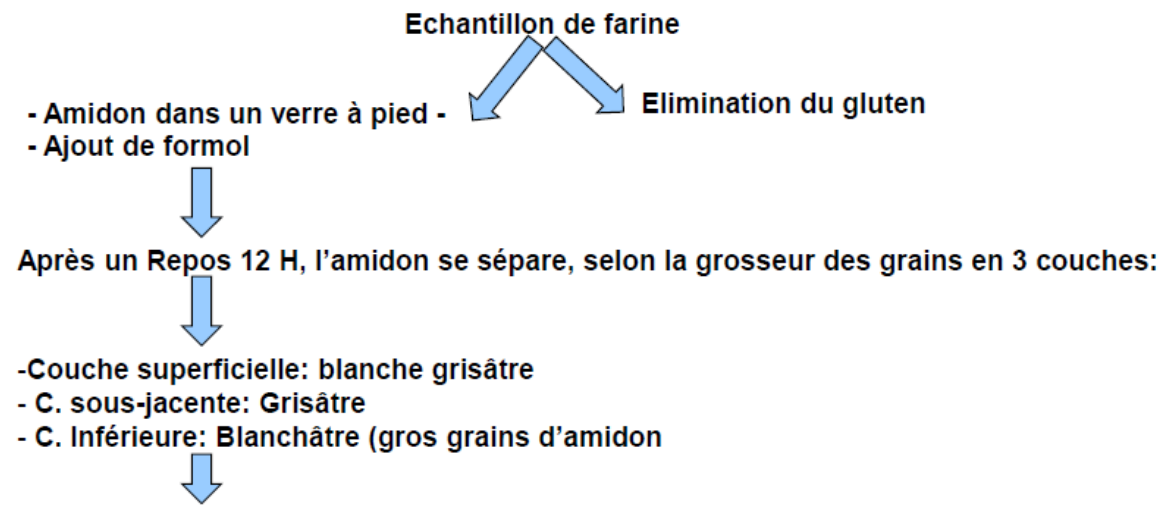 Echantillon de farine
- Amidon dans un verre à pied -
Elimination du gluten
- Ajout de formol
Après un Repos 12 H, l’amidon se sépare, selon la grosseur des grains en 3 couches:
-Couche superficielle: blanche grisâtre
- C. sous-jacente: Grisâtre
- C. Inférieure: Blanchâtre (gros grains d’amidon